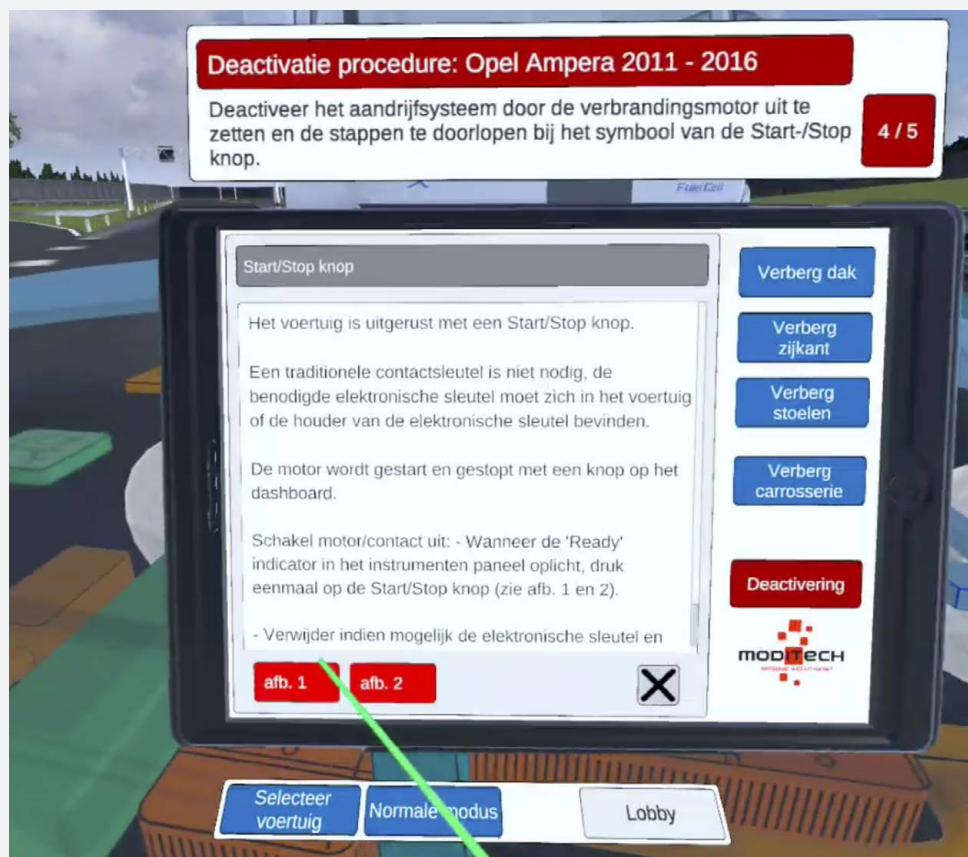 Deactivatie procedure: Opel Ampera 2011 - 2016
Deactiveer het aandrijfsysteem door de verbrandingsmotor uit te
zetten en de stappen te doorlopen bij het symbool van de Start-/Stop
knop.
4 / 5
FuelCell
Start/Stop knop
Het voertuig is uitgerust met een Start/Stop knop.
Een traditionele contactsleutel is niet nodig, de
benodigde elektronische sleutel moet zich in het voertuig
of de houder van de elektronische sleutel bevinden.
De motor wordt gestart en gestopt met een knop op het
dashboard.
Schakel motor/contact uit: - Wanneer de 'Ready'
indicator in het instrumenten paneel oplicht, druk
eenmaal op de Start/Stop knop (zie afb. 1 en 2).
- Verwijder indien mogelijk de elektronische sleutel en
afb. 1
afb. 2
Verberg dak
Verberg
zijkant
Verberg
stoelen
Verberg
carrosserie
Deactivering
MODITECH
Selecteer
voertuig
Normale modus
Lobby